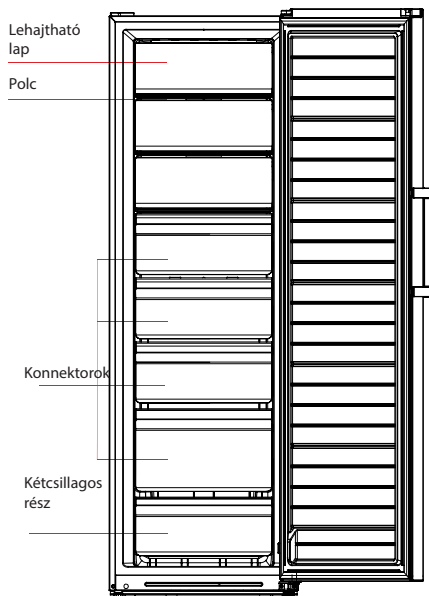 Lehajtható
lap
Polc
Konnektorok
Kétcsillagos
rész